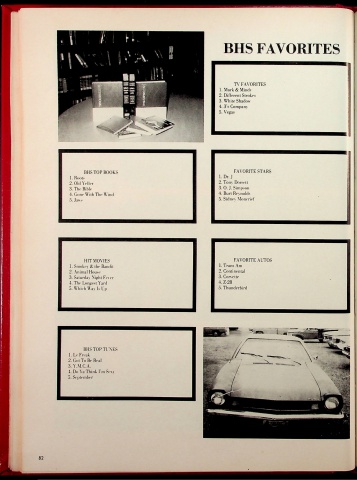 BHS FAVORITES
TV FAVORITES
1. Mork & Mindy
2. Different Strokes
3. White Shadow
4. 3's Company
5. Vegas
BHS TOP BOOKS
1. Roots
2. Old Yeller
3. The Bible
4. Gone With The Wind
5. Jaws
FAVORITE STARS
1. Dr. J
2. Tony Dorsett
3. O. J. Simpson
4. Burt Reynolds
5. Sidney Moncrief
HIT MOVIES
1. Smokey & the Bandit
2. Animal House
3. Saturday Night Fever
4. The Longest Yard
5. Which Way Is Up
FAVORITE AUTOS
1. Trans Am
2. Continental
3. Corvette
4. Z-28
5. Thunderbird
BHS TOP TUNES
1. Le Freak
2. Got To Be Real
3. Y.M.C.A.
4. Do Ya Think I'm Sexy
5. September
82